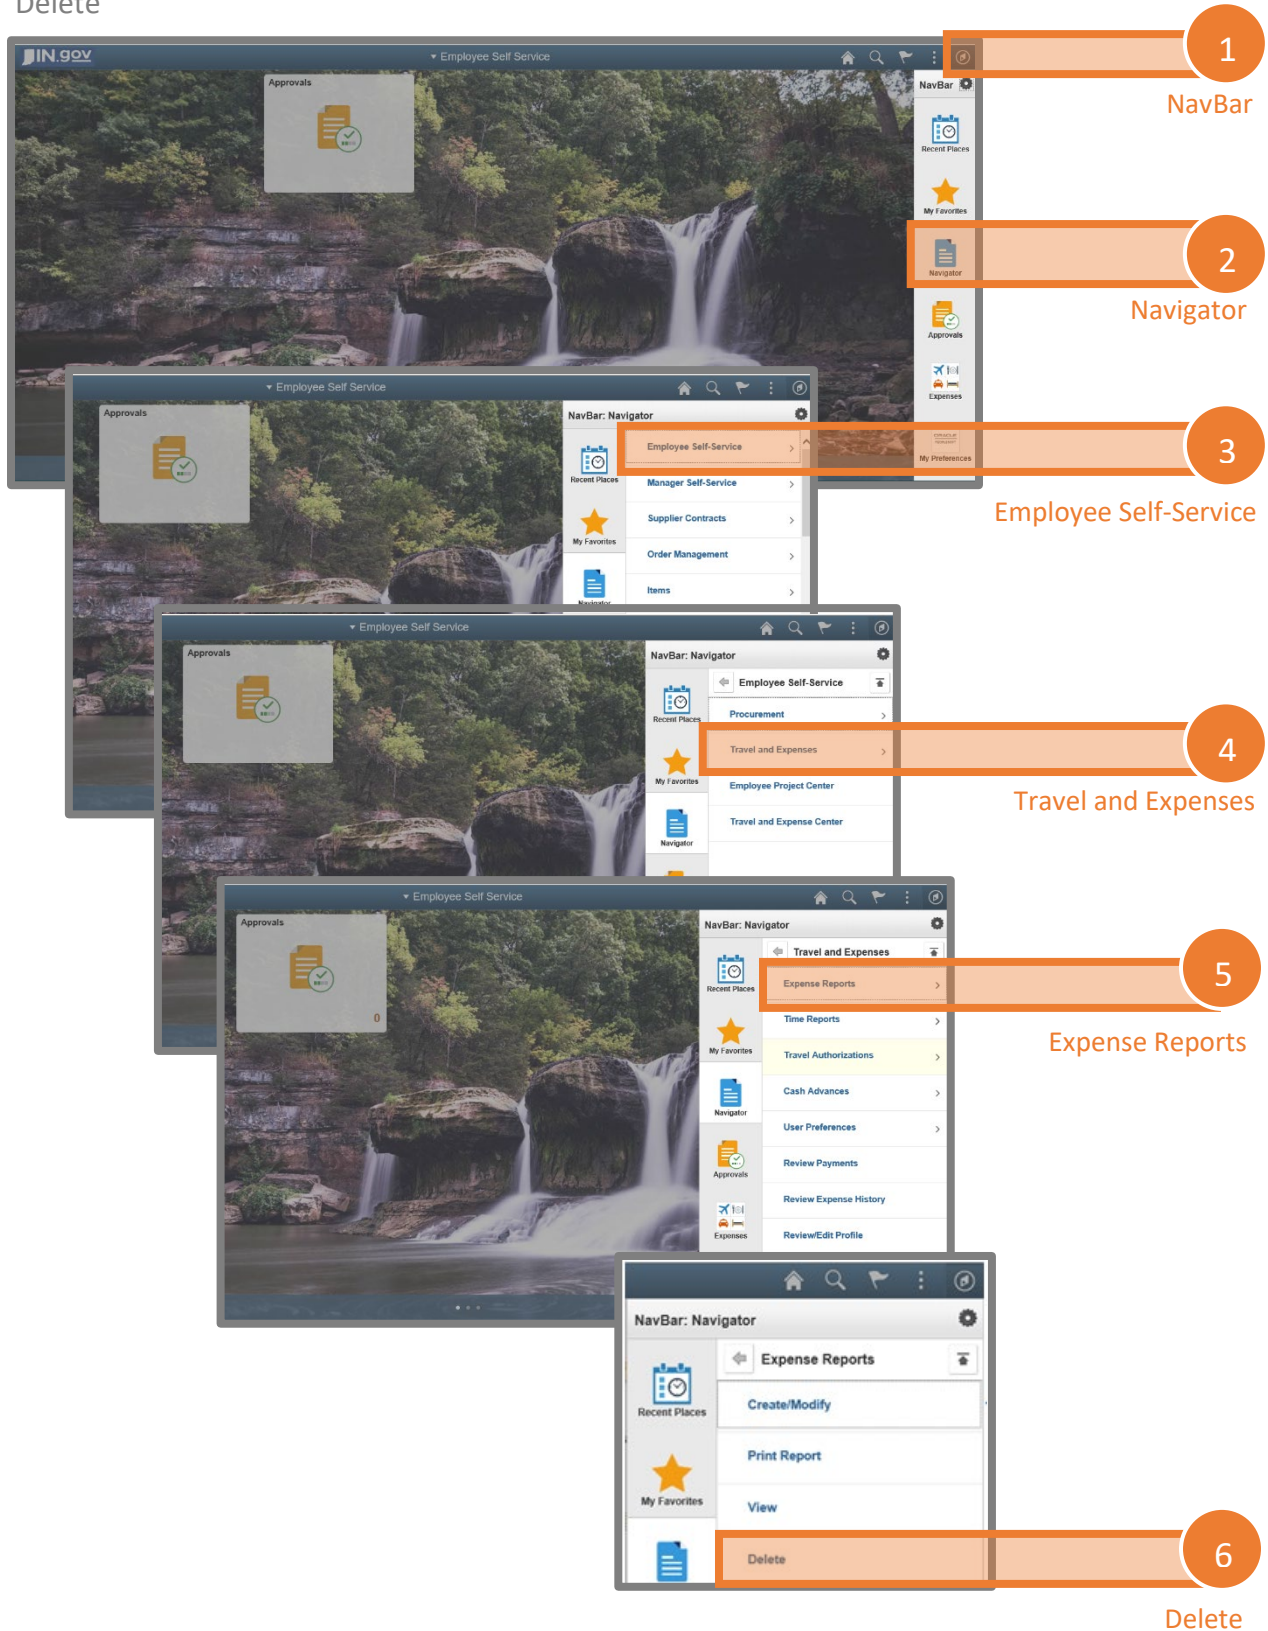 Delete
IN.gov
Employee Self Service
Approvals
NavBar
Recent Places
My Favorites
Navigator
Approvals
Expenses
My Preferences
1
NavBar
2
Navigator
Employee Self Service
Approvals
NavBar: Navigator
Recent Places
My Favorites
Navigator
Employee Self-Service
Manager Self-Service
Supplier Contracts
Order Management
Items
3
Employee Self-Service
Employee Self Service
Approvals
NavBar: Navigator
Recent Places
My Favorites
Navigator
Employee Self-Service
Procurement
Travel and Expenses
Employee Project Center
Travel and Expense Center
4
Travel and Expenses
Employee Self Service
Approvals
0
NavBar: Navigator
Recent Places
My Favorites
Navigator
Approvals
Expenses
Travel and Expenses
Expense Reports
Time Reports
Travel Authorizations
Cash Advances
User Preferences
Review Payments
Review Expense History
Review/Edit Profile
5
Expense Reports
NavBar: Navigator
Recent Places
My Favorites
Expense Reports
Create/Modify
Print Report
View
Delete
6
Delete